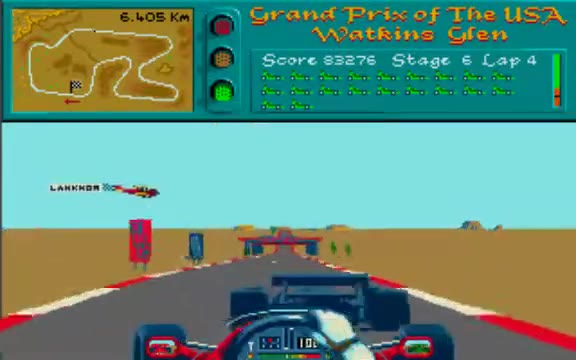 6.405 Km
Grand Prix of The USA
Watkins Glen
Score 83276 Stage 6 Lap 4
LANKHOR